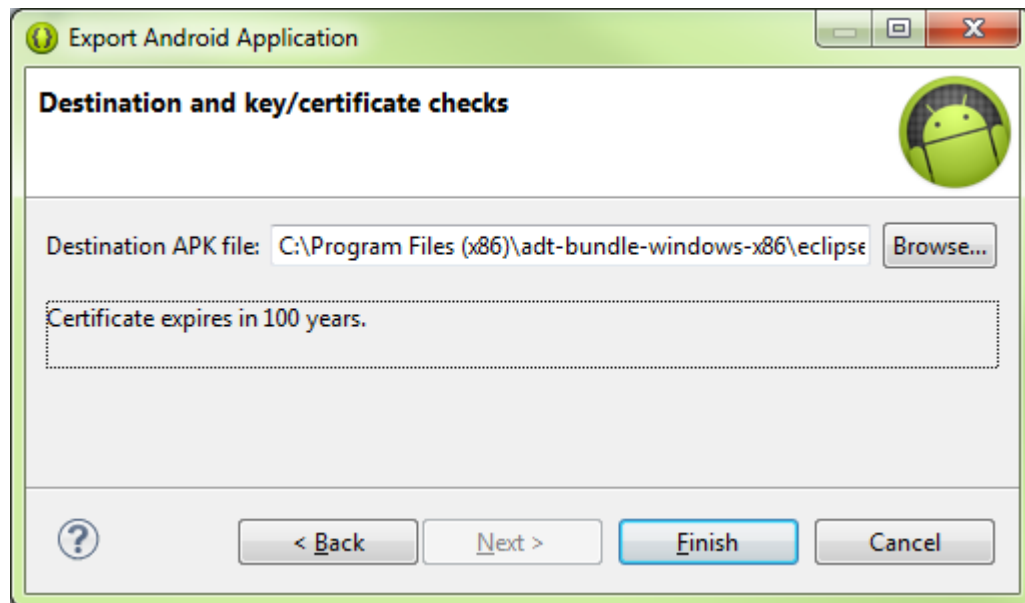 Export Android Application
Destination and key/certificate checks
Destination APK file: C:\Program Files (x86)\adt-bundle-windows-x86\eclipse Browse...
Certificate expires in 100 years.
? < Back Next > Finish Cancel